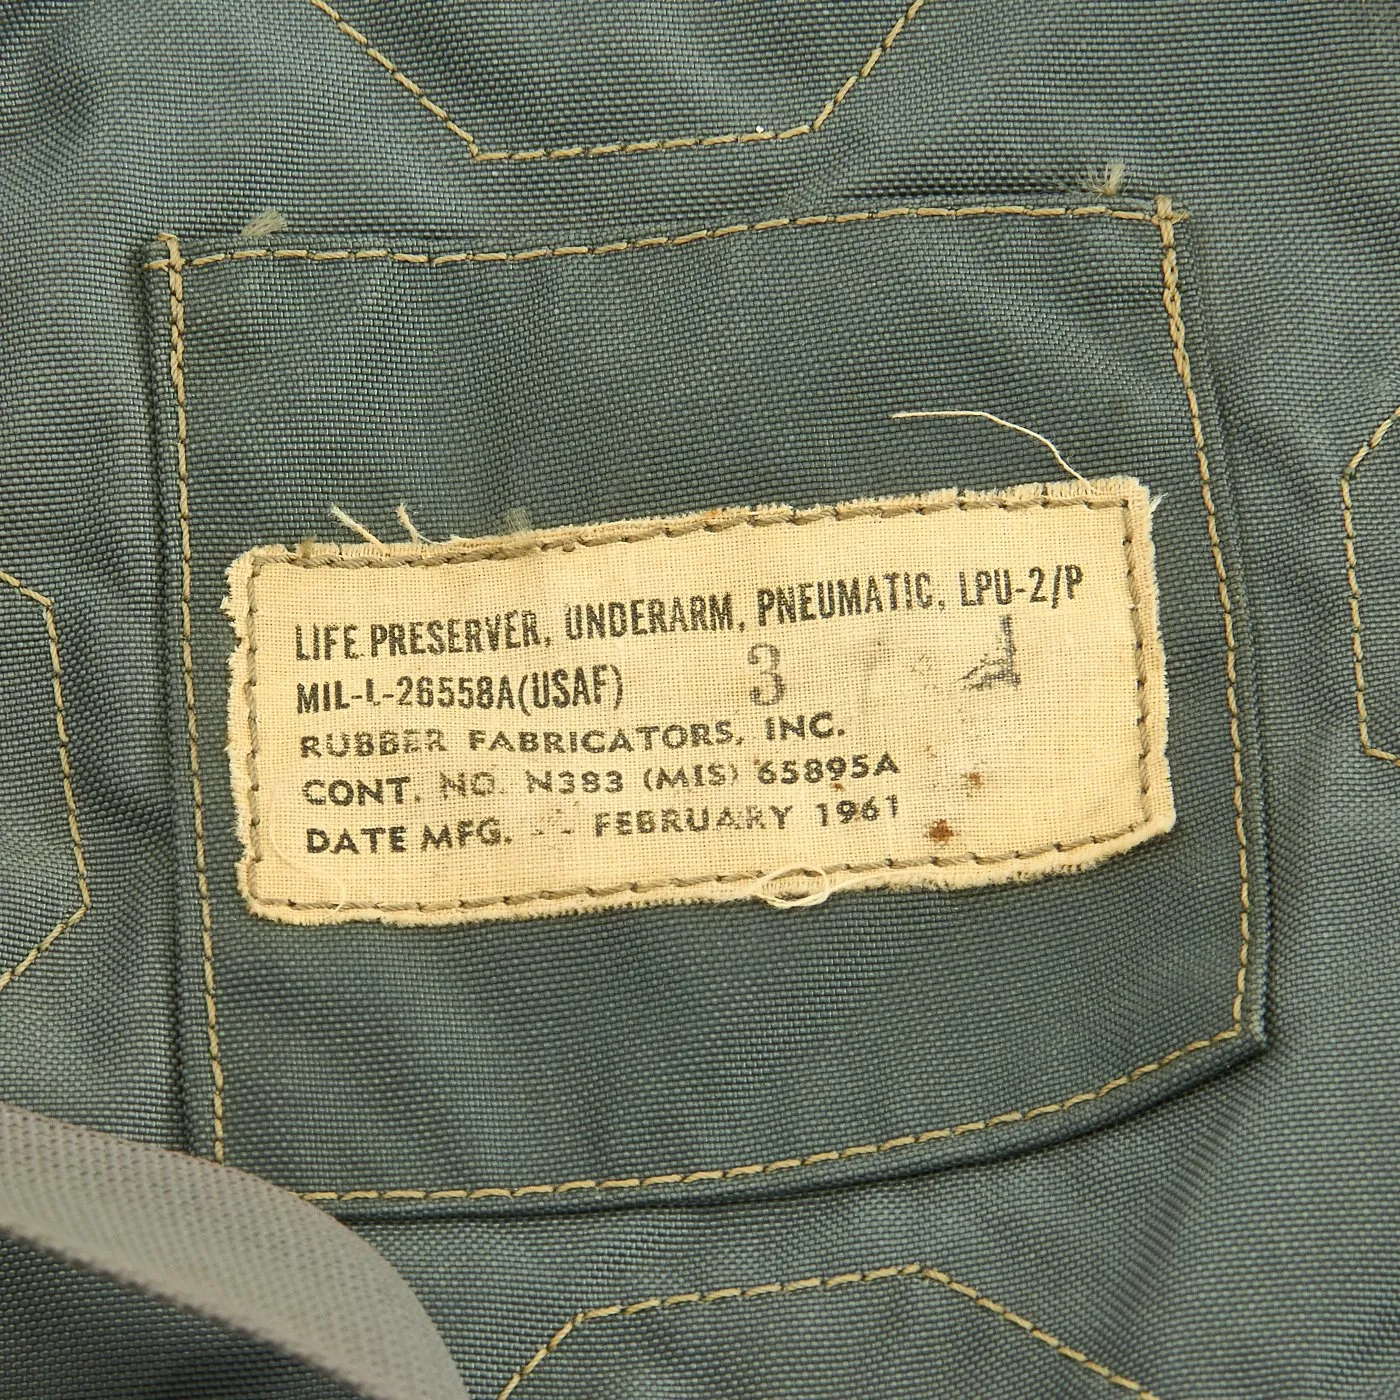 LIFE PRESERVER, UNDERARM, PNEUMATIC, LPU-2/P
MIL-L-26558A(USAF) 3
RUBBER FABRICATORS, INC.
CONT. NO. N383 (MIS) 65895A
DATE MFG. FEBRUARY 1961